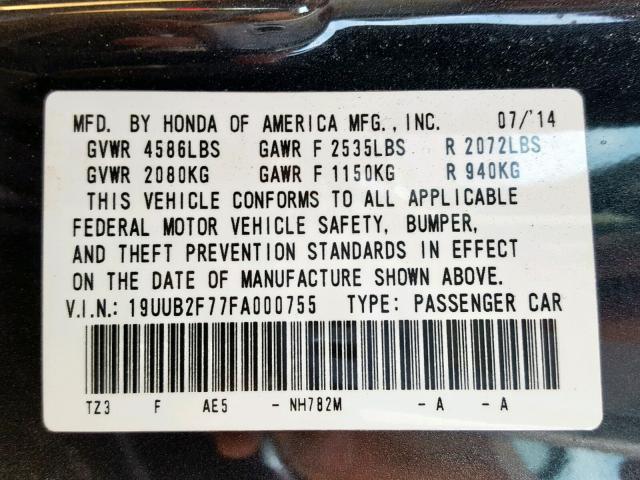 MFD. BY HONDA OF AMERICA MFG., INC. 07/'14
GVWR 4586LBS GAWR F 2535LBS R 2072LBS
GVWR 2080KG GAWR F 1150KG R 940KG
THIS VEHICLE CONFORMS TO ALL APPLICABLE
FEDERAL MOTOR VEHICLE SAFETY, BUMPER,
AND THEFT PREVENTION STANDARDS IN EFFECT
ON THE DATE OF MANUFACTURE SHOWN ABOVE.
V.I.N.: 19UUB2F77FA000755 TYPE: PASSENGER CAR
TZ3 F AE5 - NH782M - A - A